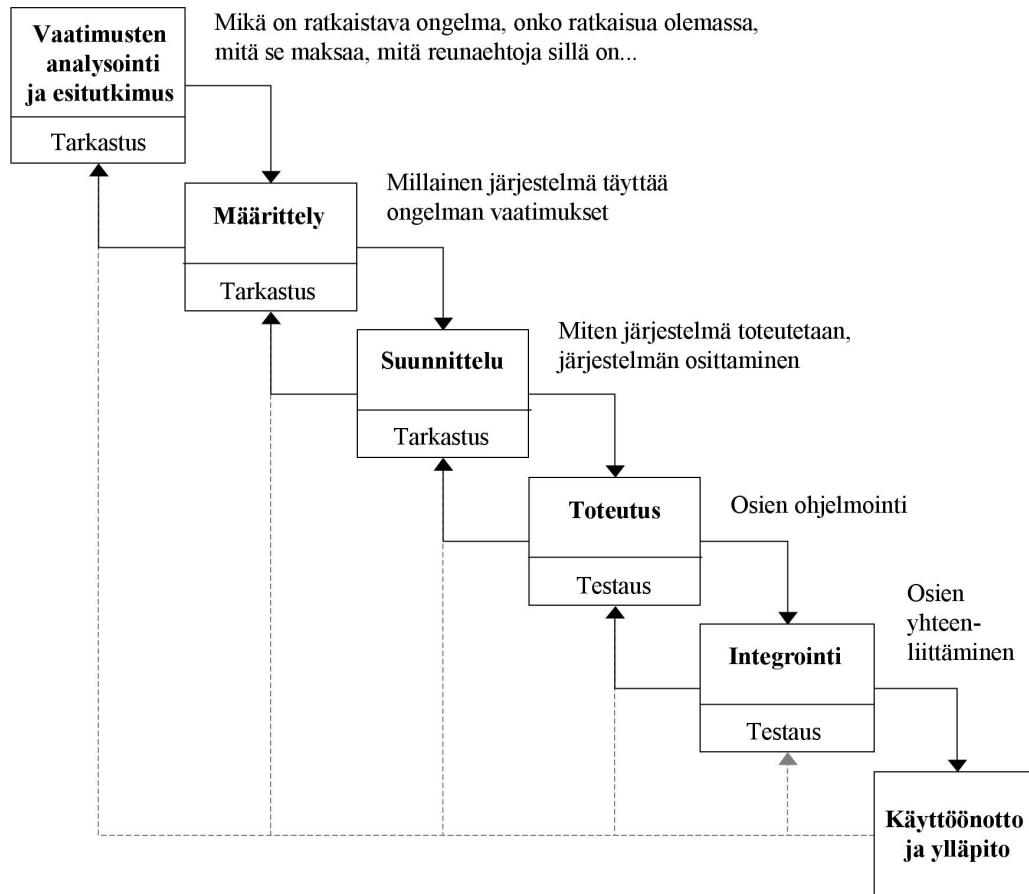 Vaatimusten
analysointi
ja esitutkimus
Tarkastus
Mikä on ratkaistava ongelma, onko ratkaisua olemassa,
mitä se maksaa, mitä reunaehtoja sillä on...
Määrittely
Tarkastus
Millainen järjestelmä täyttää
ongelman vaatimukset
Suunnittelu
Tarkastus
Miten järjestelmä toteutetaan,
järjestelmän osittaminen
Toteutus
Testaus
Osien ohjelmointi
Integrointi
Testaus
Osien
yhteen-
liittäminen
Käyttöönotto
ja ylläpito